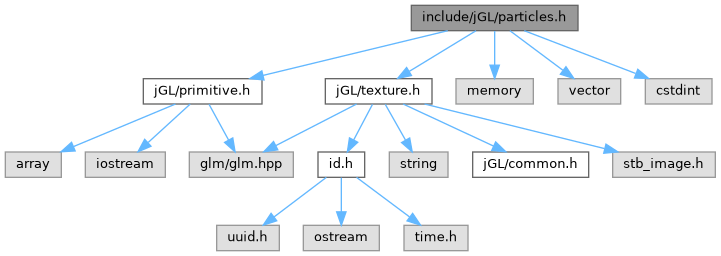 include/jGL/particles.h
jGL/primitive.h
jGL/texture.h
memory
vector
cstdint
array
iostream
glm/glm.hpp
id.h
string
jGL/common.h
stb_image.h
uuid.h
ostream
time.h